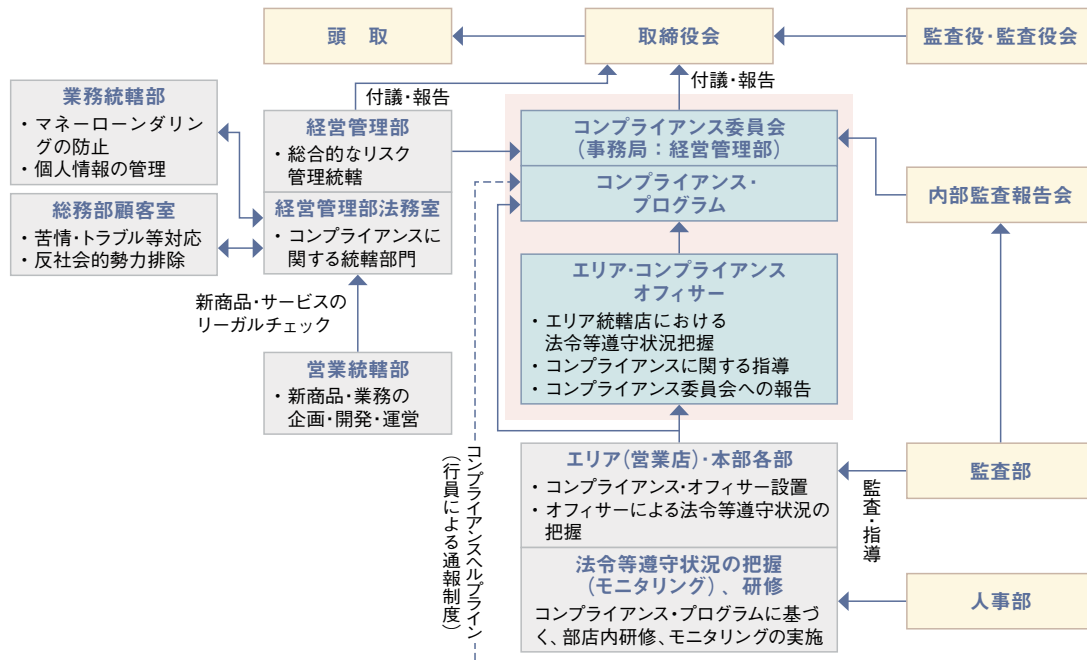 頭 取
取締役会
監査役・監査役会
付議・報告
付議・報告
業務統轄部
・マネーローンダリン
グの防止
・個人情報の管理
総務部顧客室
・苦情・トラブル等対応
・反社会的勢力排除
経営管理部
・総合的なリスク
管理統轄
経営管理部法務室
・コンプライアンスに
関する統轄部門
新商品・サービスの
リーガルチェック
営業統轄部
・新商品・業務の
企画・開発・運営
コンプライアンス委員会
(事務局:経営管理部)
コンプライアンス・
プログラム
内部監査報告会
エリア・コンプライアンス
オフィサー
・エリア統轄店における
法令等遵守状況把握
・コンプライアンスに関する指導
・コンプライアンス委員会への報告
コンプライアンスヘルプライン
(行員による通報制度)
エリア(営業店)・本部各部
・コンプライアンス・オフィサー設置
・オフィサーによる法令等遵守状況の
把握
法令等遵守状況の把握
(モニタリング)、研修
コンプライアンス・プログラムに基づ
く、部店内研修、モニタリングの実施
監査・指導
監査部
人事部